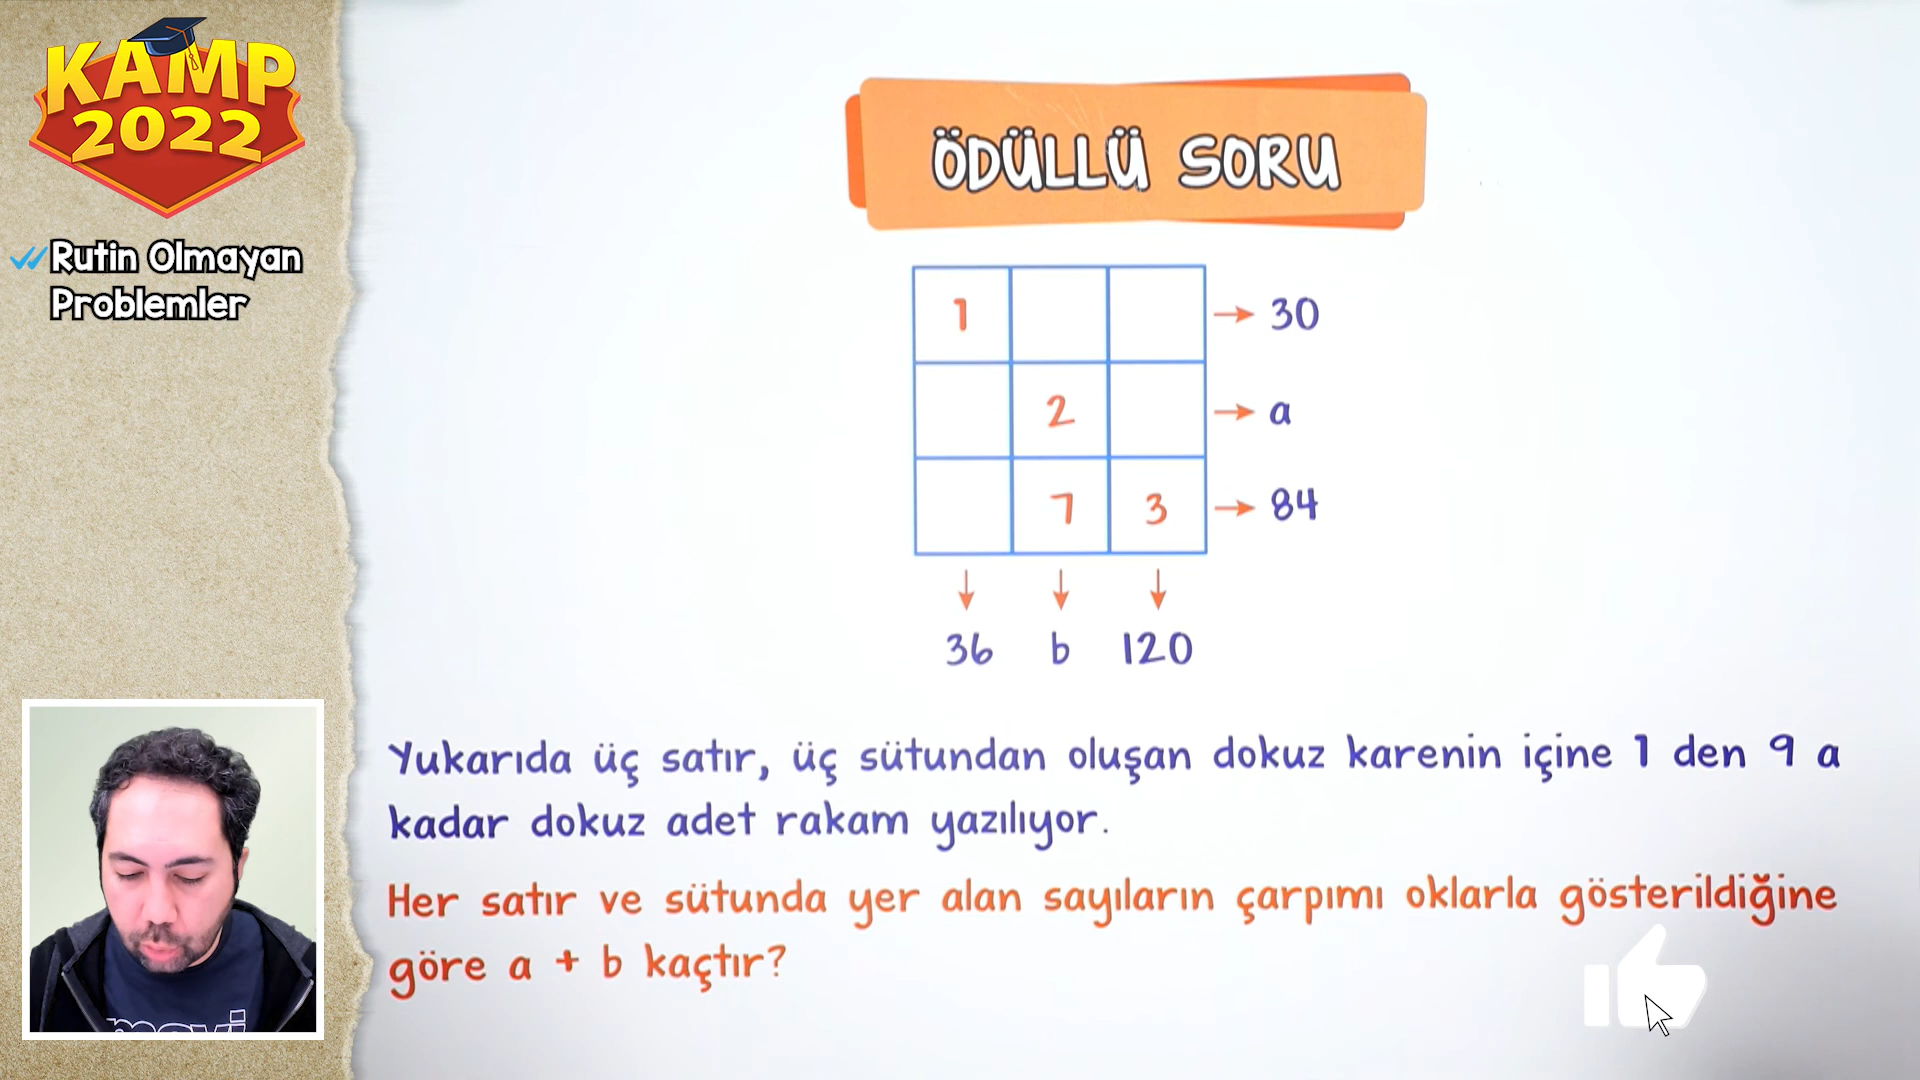 KAMP
2022
Rutin Olmayan
Problemler
ÖDÜLLÜ SORU
1 → 30
2 → a
7 3 → 84
36 b 120
Yukarıda üç satır, üç sütundan oluşan dokuz karenin içine 1 den 9 a
kadar dokuz adet rakam yazılıyor.
Her satır ve sütunda yer alan sayıların çarpımı oklarla gösterildiğine
göre a + b kaçtır?
mavi